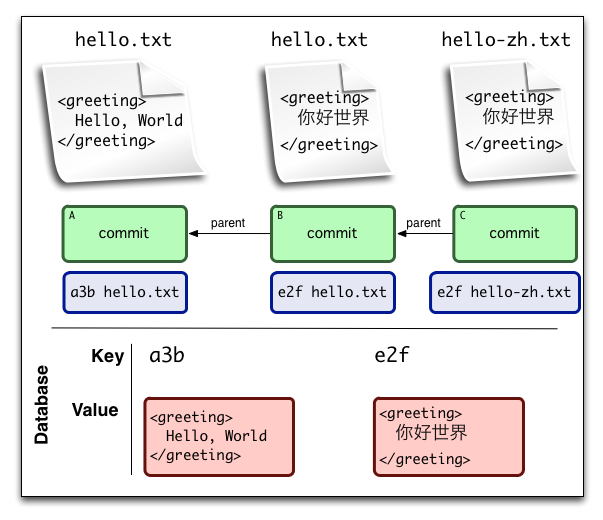 hello.txt
hello.txt
hello-zh.txt
<greeting>
Hello, World
</greeting>
<greeting>
你好世界
</greeting>
<greeting>
你好世界
</greeting>
A
commit
parent
B
commit
parent
C
commit
a3b hello.txt
e2f hello.txt
e2f hello-zh.txt
Database
Key
a3b
e2f
Value
<greeting>
Hello, World
</greeting>
<greeting>
你好世界
</greeting>